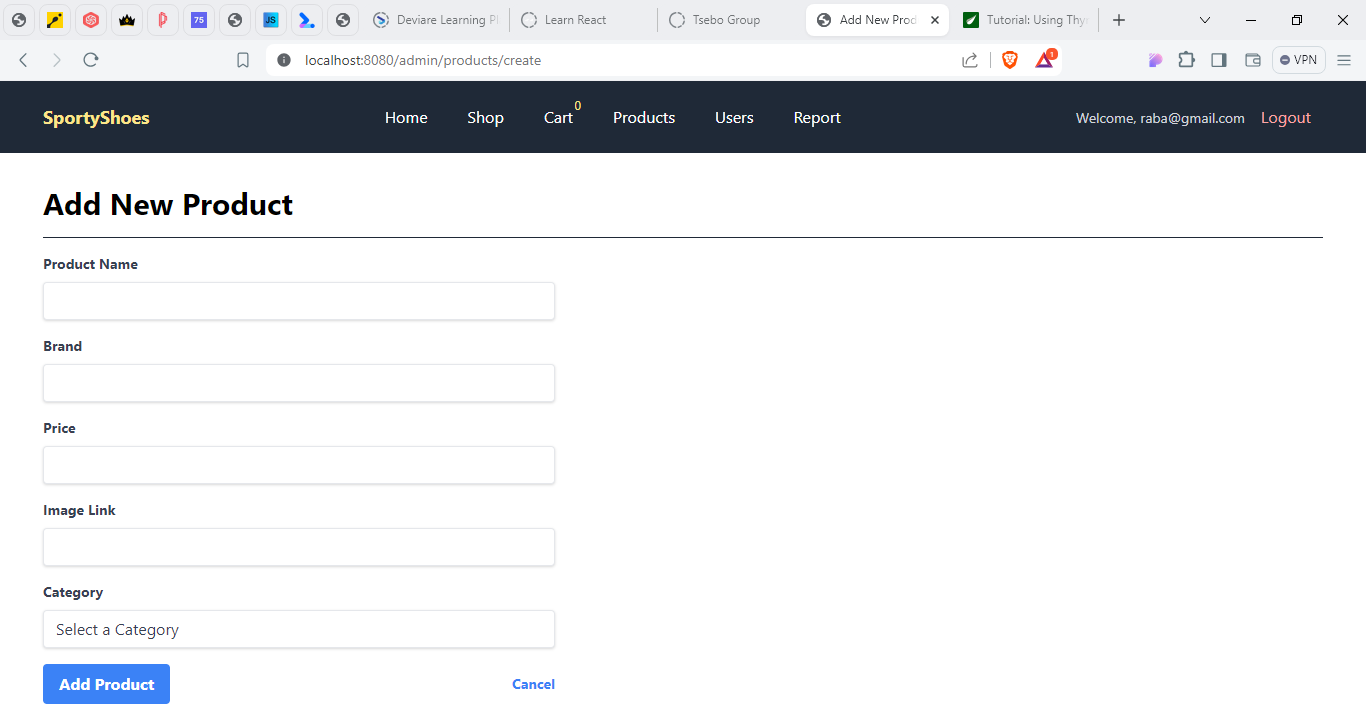 75
JS
Deviare Learning Pl
Learn React
Tsebo Group
Add New Prod
Tutorial: Using Thy
localhost:8080/admin/products/create
1
VPN
SportyShoes
Home
Shop
Cart
0
Products
Users
Report
Welcome, raba@gmail.com
Logout
Add New Product
Product Name
Brand
Price
Image Link
Category
Select a Category
Add Product
Cancel